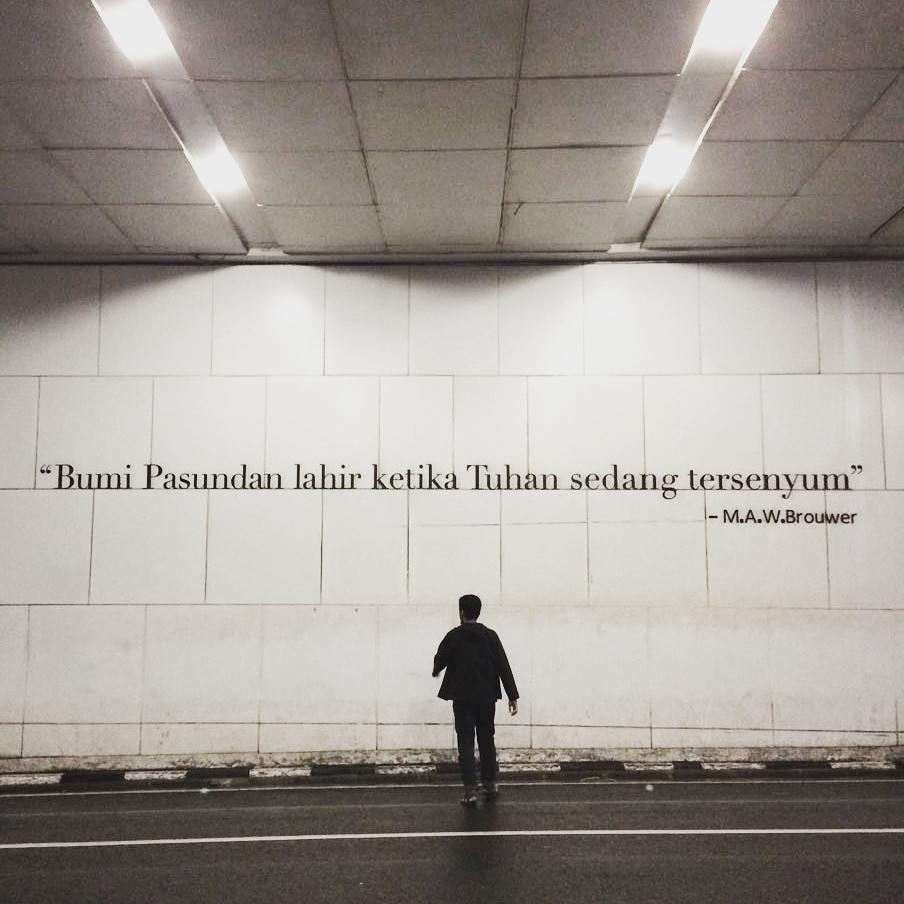 “Bumi Pasundan lahir ketika Tuhan sedang tersenyum”
– M.A.W.Brouwer